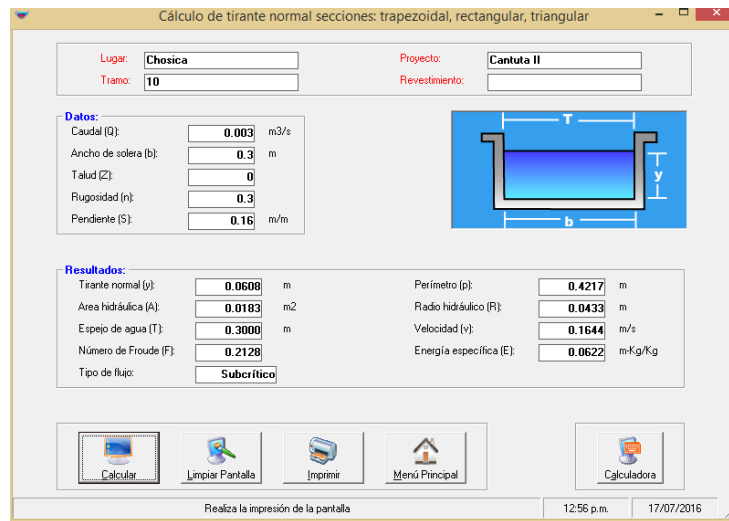 Cálculo de tirante normal secciones: trapezoidal, rectangular, triangular
Lugar: Chosica Proyecto: Cantuta II
Tramo: 10 Revestimiento:
Datos:
Caudal (Q): 0.003 m3/s
Ancho de solera (b): 0.3 m
Talud (Z): 0
Rugosidad (n): 0.3
Pendiente (S): 0.16 m/m
T
y
b
Resultados:
Tirante normal (y): 0.0608 m Perímetro (p): 0.4217 m
Area hidráulica (A): 0.0183 m2 Radio hidráulico (R): 0.0433 m
Espejo de agua (T): 0.3000 m Velocidad (v): 0.1644 m/s
Número de Froude (F): 0.2128 Energía específica (E): 0.0622 m-Kg/Kg
Tipo de flujo: Subcrítico
Calcular Limpiar Pantalla Imprimir Menú Principal Calculadora
Realiza la impresión de la pantalla 12:56 p.m. 17/07/2016